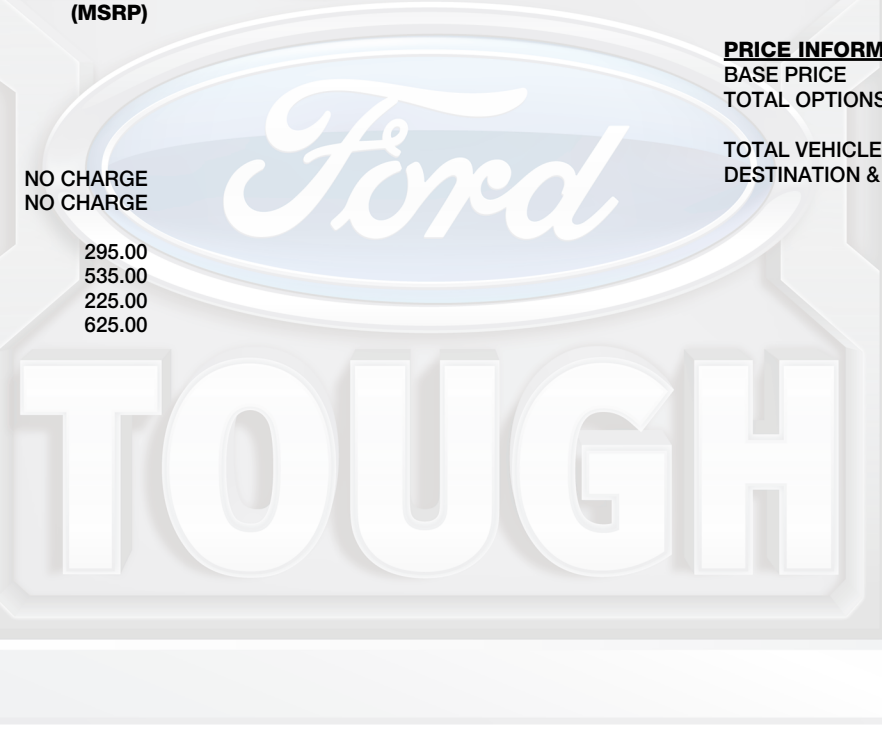 (MSRP)
NO CHARGE
NO CHARGE
295.00
535.00
225.00
625.00
PRICE INFORM
BASE PRICE
TOTAL OPTIONS
TOTAL VEHICLE
DESTINATION &
Ford
TOUGH